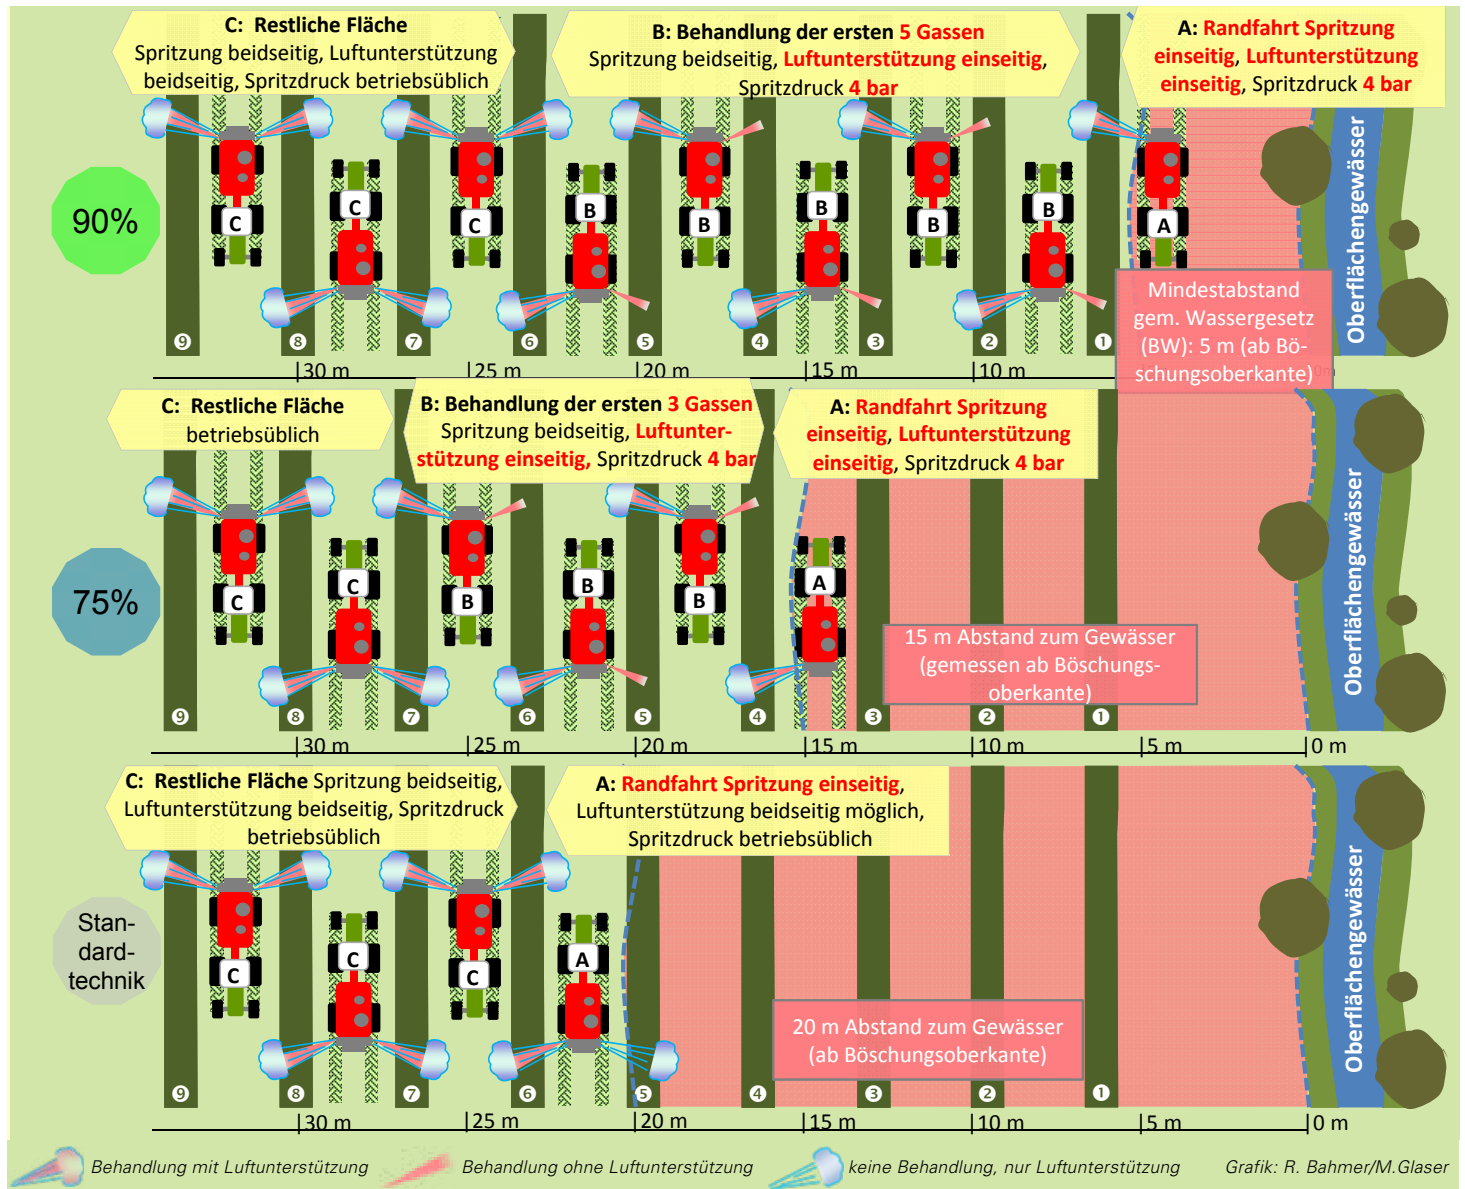 C: Restliche Fläche
Spritzung beidseitig, Luftunterstützung
beidseitig, Spritzdruck betriebsüblich
B: Behandlung der ersten 5 Gassen
Spritzung beidseitig, Luftunterstützung einseitig,
Spritzdruck 4 bar
A: Randfahrt Spritzung
einseitig, Luftunterstützung
einseitig, Spritzdruck 4 bar
90%
C
C
C
B
B
B
B
B
A
Mindestabstand
gem. Wassergesetz
(BW): 5 m (ab Bö-
schungsoberkante)
Oberflächengewässer
9
8
7
6
5
4
3
2
1
30 m
25 m
20 m
15 m
10 m
0m
C: Restliche Fläche
betriebsüblich
B: Behandlung der ersten 3 Gassen
Spritzung beidseitig, Luftunter-
stützung einseitig, Spritzdruck 4 bar
A: Randfahrt Spritzung
einseitig, Luftunterstützung
einseitig, Spritzdruck 4 bar
75%
C
C
B
B
B
A
15 m Abstand zum Gewässer
(gemessen ab Böschungs-
oberkante)
Oberflächengewässer
9
8
7
6
5
4
3
2
1
30 m
25 m
20 m
15 m
10 m
5 m
0 m
C: Restliche Fläche Spritzung beidseitig,
Luftunterstützung beidseitig, Spritzdruck
betriebsüblich
A: Randfahrt Spritzung einseitig,
Luftunterstützung beidseitig möglich,
Spritzdruck betriebsüblich
Stan-
dard-
technik
C
C
C
A
20 m Abstand zum Gewässer
(ab Böschungsoberkante)
Oberflächengewässer
9
8
7
6
5
4
3
2
1
30 m
25 m
20 m
15 m
10 m
5 m
0 m
Behandlung mit Luftunterstützung
Behandlung ohne Luftunterstützung
keine Behandlung, nur Luftunterstützung
Grafik: R. Bahmer/M.Glaser